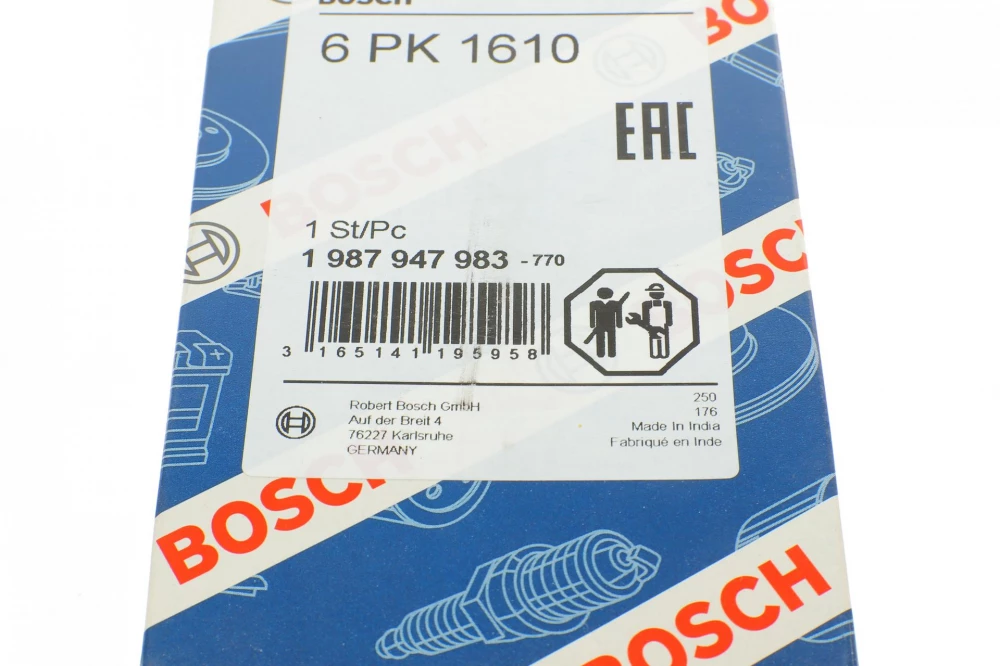 BOSCH
6 PK 1610
EAC
1 St/Pc
1 987 947 983 - 770
3 165141 195958
Robert Bosch GmbH
Auf der Breit 4
76227 Karlsruhe
GERMANY
250
176
Made In India
Fabriqué en Inde
BOSCH
BOSCH
BOSCH
BOSCH
BOSCH